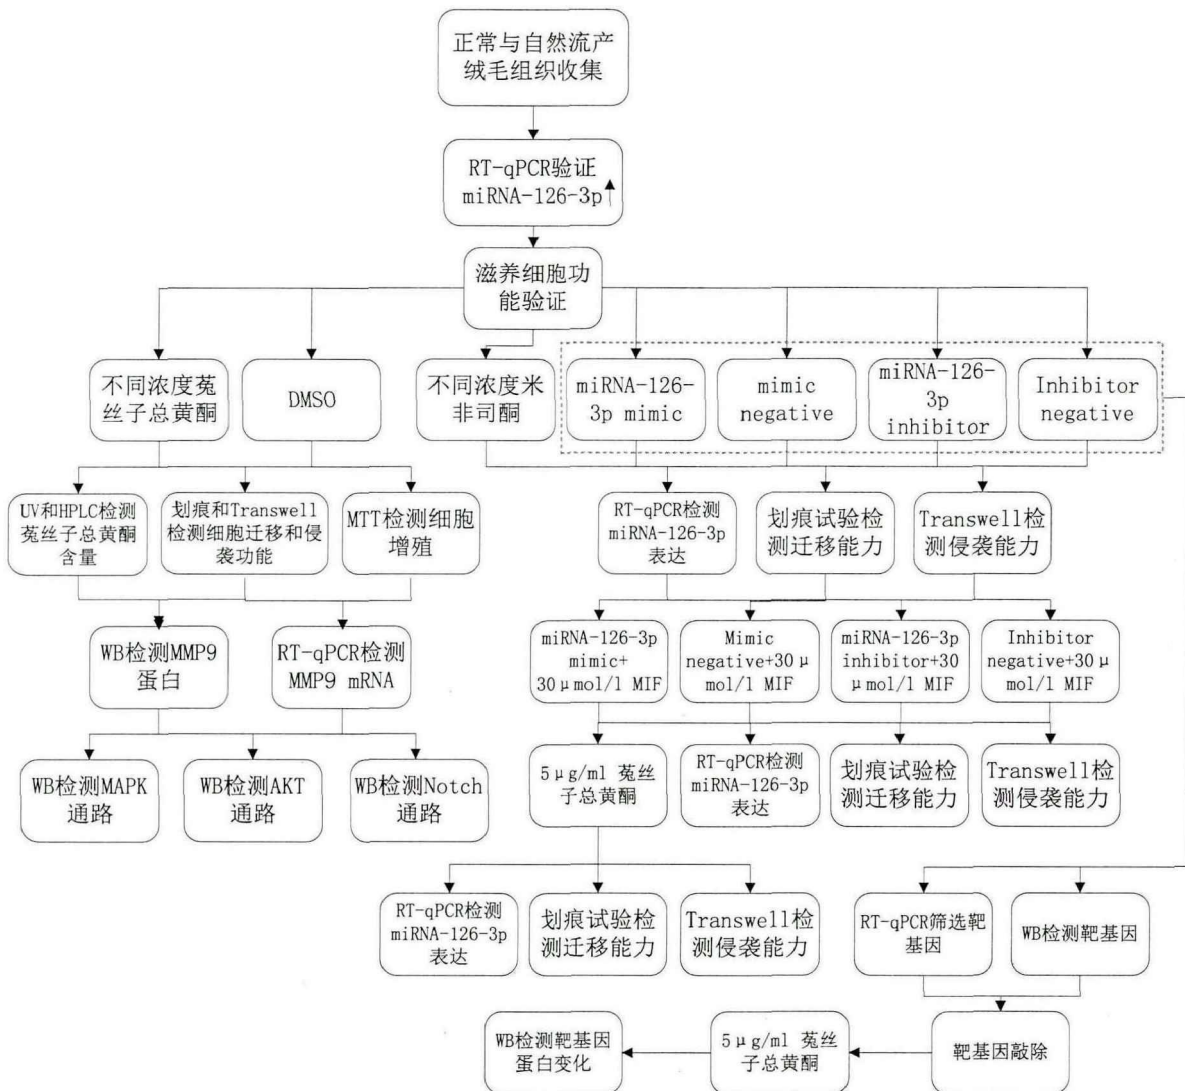 正常与自然流产
绒毛组织收集
RT-qPCR验证
miRNA-126-3p↑
滋养细胞功
能验证
不同浓度菟
丝子总黄酮
DMSO
不同浓度米
非司酮
miRNA-126-
3p mimic
mimic
negative
miRNA-126-
3p
inhibitor
Inhibitor
negative
UV和HPLC检测
菟丝子总黄酮
含量
划痕和Transwell
检测细胞迁移和侵
袭功能
MTT检测细胞
增殖
RT-qPCR检测
miRNA-126-3p
表达
划痕试验检
测迁移能力
Transwell检
测侵袭能力
WB检测MMP9
蛋白
RT-qPCR检测
MMP9 mRNA
miRNA-126-3p
mimic+
30μmol/l MIF
Mimic
negative+30μ
mol/l MIF
miRNA-126-3p
inhibitor+30
μmol/l MIF
Inhibitor
negative+30μ
mol/l MIF
WB检测MAPK
通路
WB检测AKT
通路
WB检测Notch
通路
5μg/ml 菟丝
子总黄酮
RT-qPCR检测
miRNA-126-3p
表达
划痕试验检
测迁移能力
Transwell检
测侵袭能力
RT-qPCR检测
miRNA-126-3p
表达
划痕试验检
测迁移能力
Transwell检
测侵袭能力
RT-qPCR筛选靶
基因
WB检测靶基因
WB检测靶基因
蛋白变化
5μg/ml 菟丝
子总黄酮
靶基因敲除